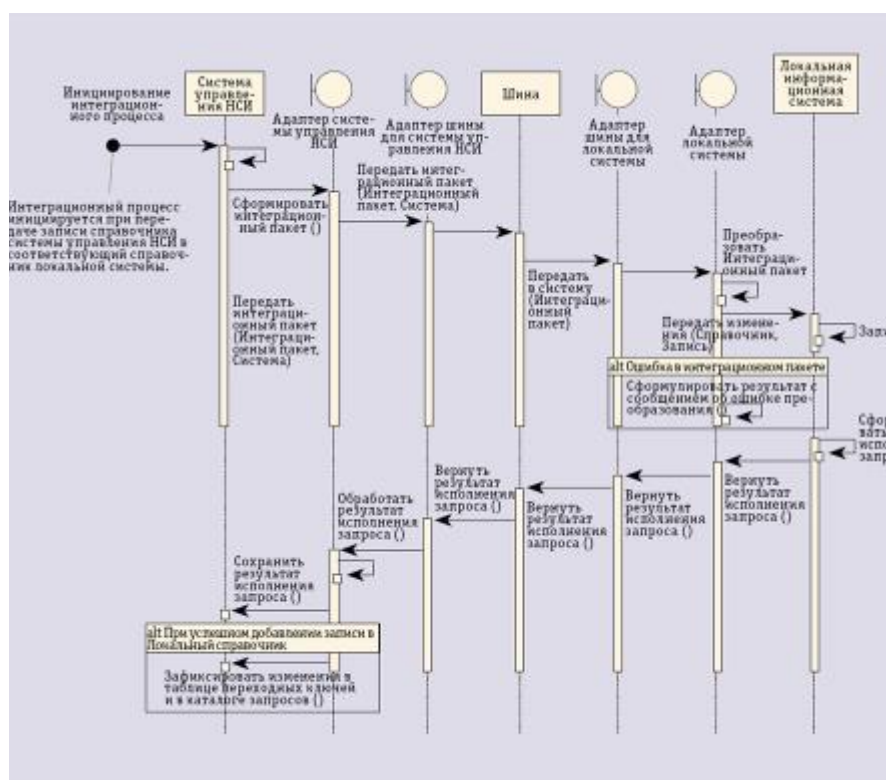 Инициирование
интеграцион-
ного процесса
Система
управле-
ния НСИ
Адаптер систе-
мы управления
НСИ
Адаптер шины
для системы уп-
равления НСИ
Шина
Адаптер
шины для
локальной
системы
Адаптер
локальной
системы
Локальная
информа-
ционная
система
Интеграционный процесс
инициируется при пере-
даче записи справочника
системы управления НСИ в
соответствующий справоч-
ник локальной системы.
Сформировать
интеграцион-
ный пакет ()
Передать интег-
рационный пакет
(Интеграционный
пакет, Система)
Передать
интеграци-
онный пакет
(Интеграци-
онный пакет,
Система)
Передать
в систему
(Интеграци-
онный
пакет)
Преобра-
зовать
Интеграци-
онный пакет
Передать измене-
ния (Справочник,
Запись)
Запи
alt Ошибка в интеграционном пакете
Сформулировать результат с
сообщением об ошибке пре-
образования ()
Сфор
вать
испо
запр
Вернуть
результат
исполнения
запроса ()
Вернуть
результат
исполнения
запроса ()
Вернуть
результат
исполнения
запроса ()
Вернуть
результат
исполнения
запроса ()
Обработать
результат
исполнения
запроса ()
Сохранить
результат
исполнения
запроса ()
alt При успешном добавлении записи в
Локальный справочник
Зафиксировать изменения в
таблице переходных ключей
и в каталоге запросов ()